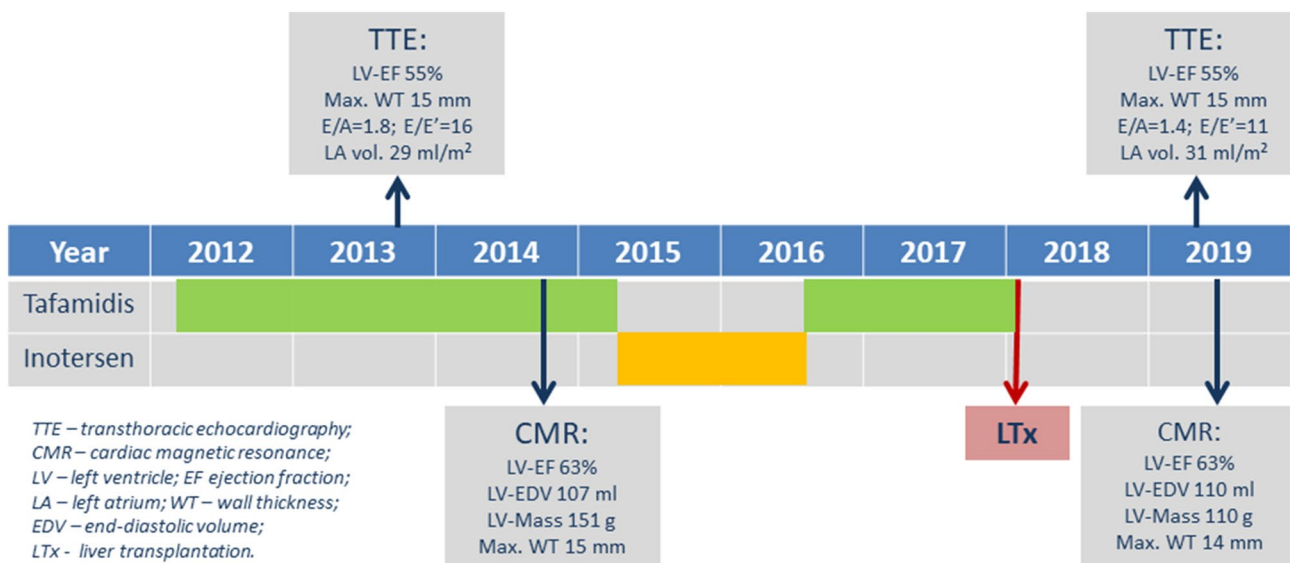 TTE:
LV-EF 55%
Max. WT 15 mm
E/A=1.8; E/E’=16
LA vol. 29 ml/m²
TTE:
LV-EF 55%
Max. WT 15 mm
E/A=1.4; E/E’=11
LA vol. 31 ml/m²
Year 2012 2013 2014 2015 2016 2017 2018 2019
Tafamidis
Inotersen
TTE – transthoracic echocardiography;
CMR – cardiac magnetic resonance;
LV – left ventricle; EF ejection fraction;
LA – left atrium; WT – wall thickness;
EDV – end-diastolic volume;
LTx - liver transplantation.
CMR:
LV-EF 63%
LV-EDV 107 ml
LV-Mass 151 g
Max. WT 15 mm
LTx
CMR:
LV-EF 63%
LV-EDV 110 ml
LV-Mass 110 g
Max. WT 14 mm